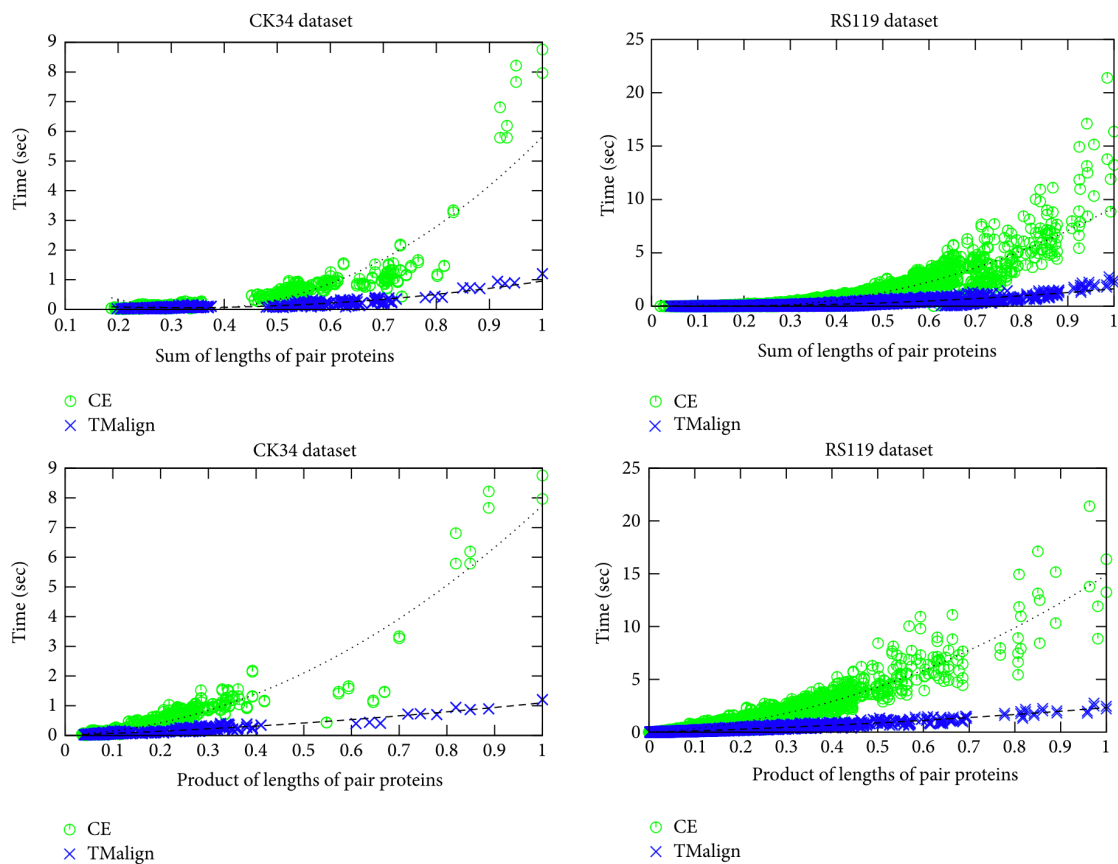 CK34 dataset
9
8
7
6
5
4
3
2
1
0
Time (sec)
0.1 0.2 0.3 0.4 0.5 0.6 0.7 0.8 0.9 1
Sum of lengths of pair proteins
CE
TMalign
RS119 dataset
25
20
15
10
5
0
Time (sec)
0 0.1 0.2 0.3 0.4 0.5 0.6 0.7 0.8 0.9 1
Sum of lengths of pair proteins
CE
TMalign
CK34 dataset
9
8
7
6
5
4
3
2
1
0
Time (sec)
0 0.1 0.2 0.3 0.4 0.5 0.6 0.7 0.8 0.9 1
Product of lengths of pair proteins
CE
TMalign
RS119 dataset
25
20
15
10
5
0
Time (sec)
0 0.1 0.2 0.3 0.4 0.5 0.6 0.7 0.8 0.9 1
Product of lengths of pair proteins
CE
TMalign